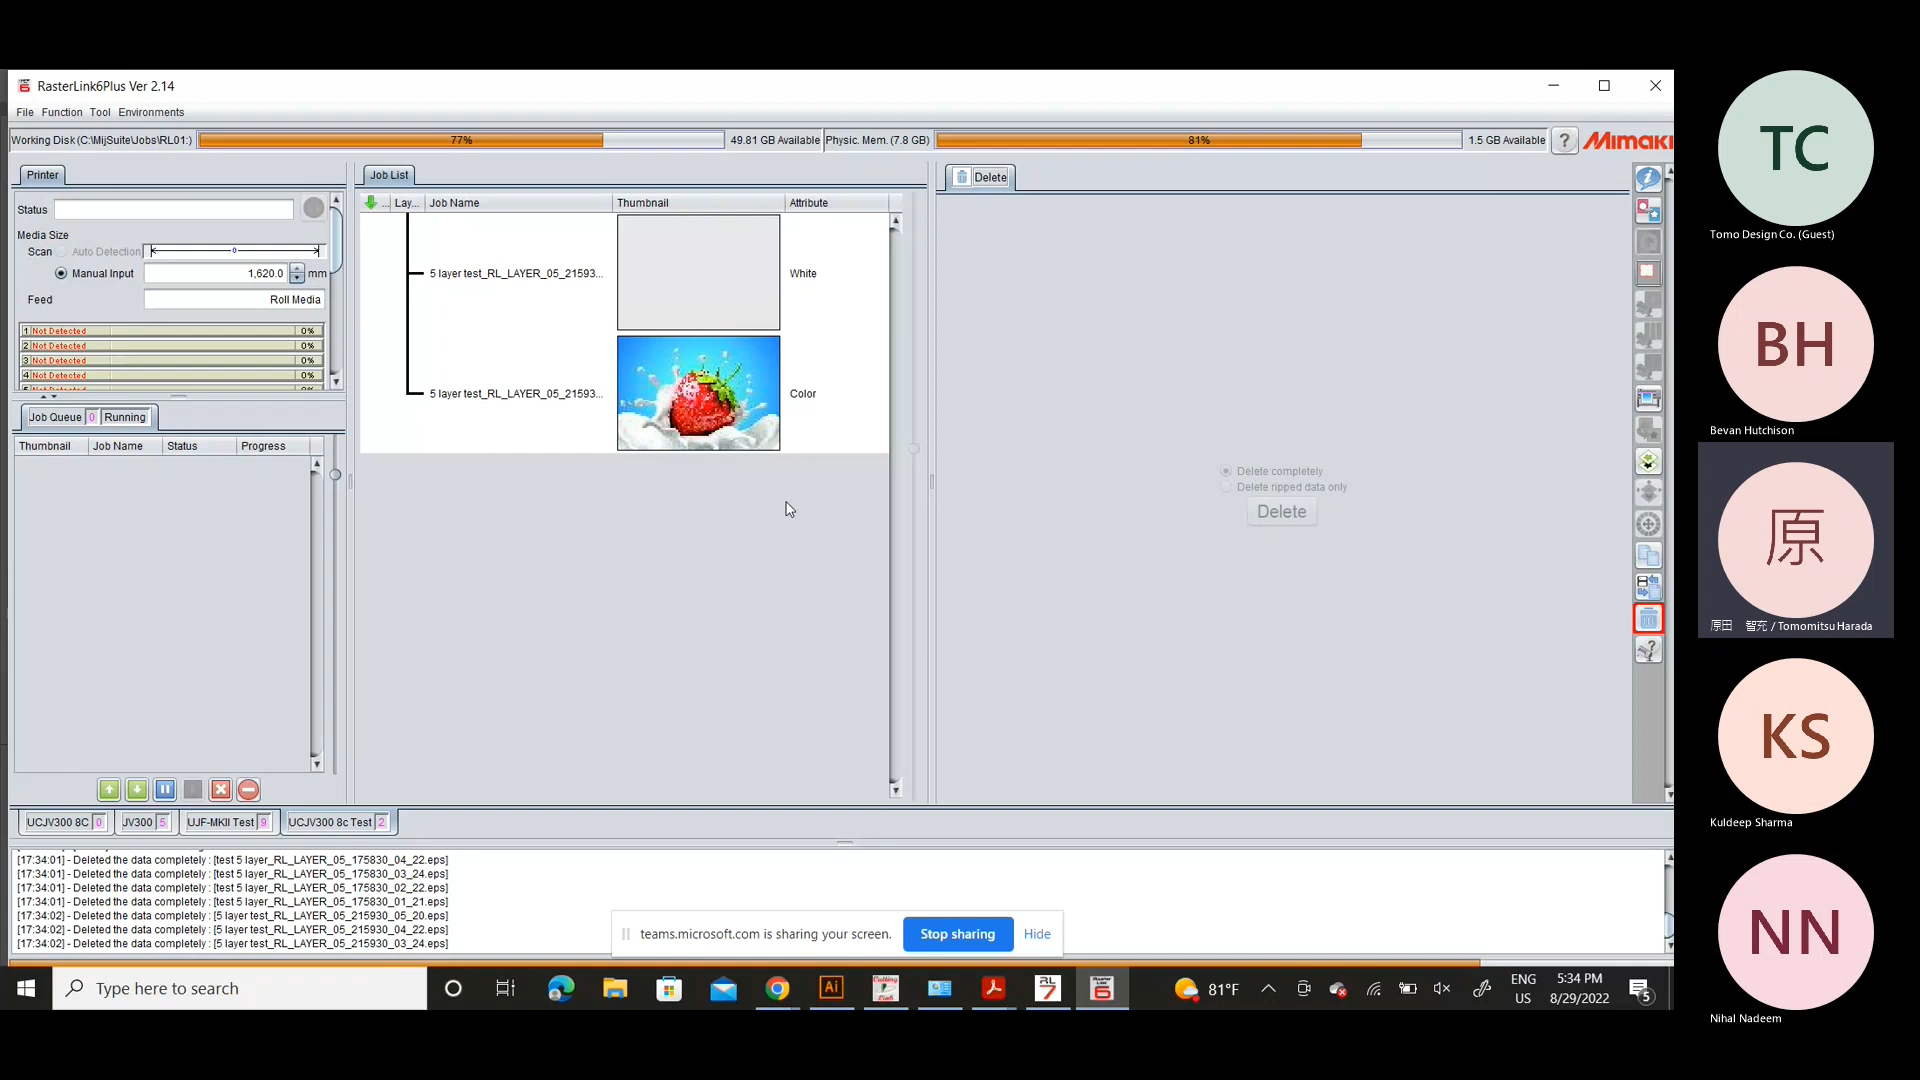 RasterLink6Plus Ver 2.14
File Function Tool Environments
Working Disk (C:\MijSuite\Jobs\RL01:) 77% 49.81 GB Available Physic. Mem. (7.8 GB) 81% 1.5 GB Available ? Mimaki
Printer
Job List
Delete
Status
... Lay... Job Name Thumbnail Attribute
Media Size
Scan Auto Detection 0
Manual Input 1,620.0 mm
Feed Roll Media
1 Not Detected 0%
2 Not Detected 0%
3 Not Detected 0%
4 Not Detected 0%
5 layer test_RL_LAYER_05_21593... White
5 layer test_RL_LAYER_05_21593... Color
Job Queue 0 Running
Thumbnail Job Name Status Progress
Delete completely
Delete ripped data only
Delete
UCJV300 8C 0 JV300 5 UJF-MKII Test 9 UCJV300 8c Test 2
[17:34:01] - Deleted the data completely : [test 5 layer_RL_LAYER_05_175830_04_22.eps]
[17:34:01] - Deleted the data completely : [test 5 layer_RL_LAYER_05_175830_03_24.eps]
[17:34:01] - Deleted the data completely : [test 5 layer_RL_LAYER_05_175830_02_22.eps]
[17:34:01] - Deleted the data completely : [test 5 layer_RL_LAYER_05_175830_01_21.eps]
[17:34:02] - Deleted the data completely : [5 layer test_RL_LAYER_05_215930_05_20.eps]
[17:34:02] - Deleted the data completely : [5 layer test_RL_LAYER_05_215930_04_22.eps]
[17:34:02] - Deleted the data completely : [5 layer test_RL_LAYER_05_215930_03_24.eps]
teams.microsoft.com is sharing your screen. Stop sharing Hide
Type here to search
Ai
RL 7
6
81°F
ENG
US
5:34 PM
8/29/2022
5
TC
Tomo Design Co. (Guest)
BH
Bevan Hutchison
原
原田 智充 / Tomomitsu Harada
KS
Kuldeep Sharma
NN
Nihal Nadeem